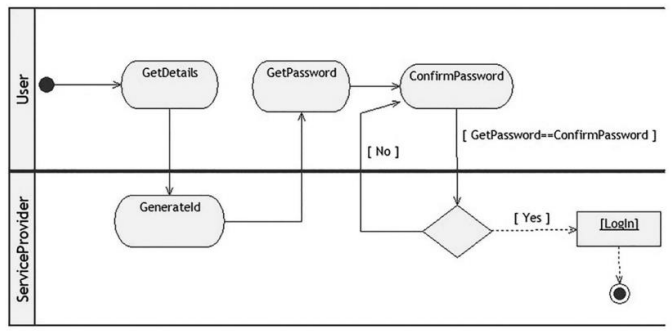 User
GetDetails
GetPassword
ConfirmPassword
[ GetPassword==ConfirmPassword ]
[ No ]
ServiceProvider
GenerateId
[ Yes ]
[LogIn]